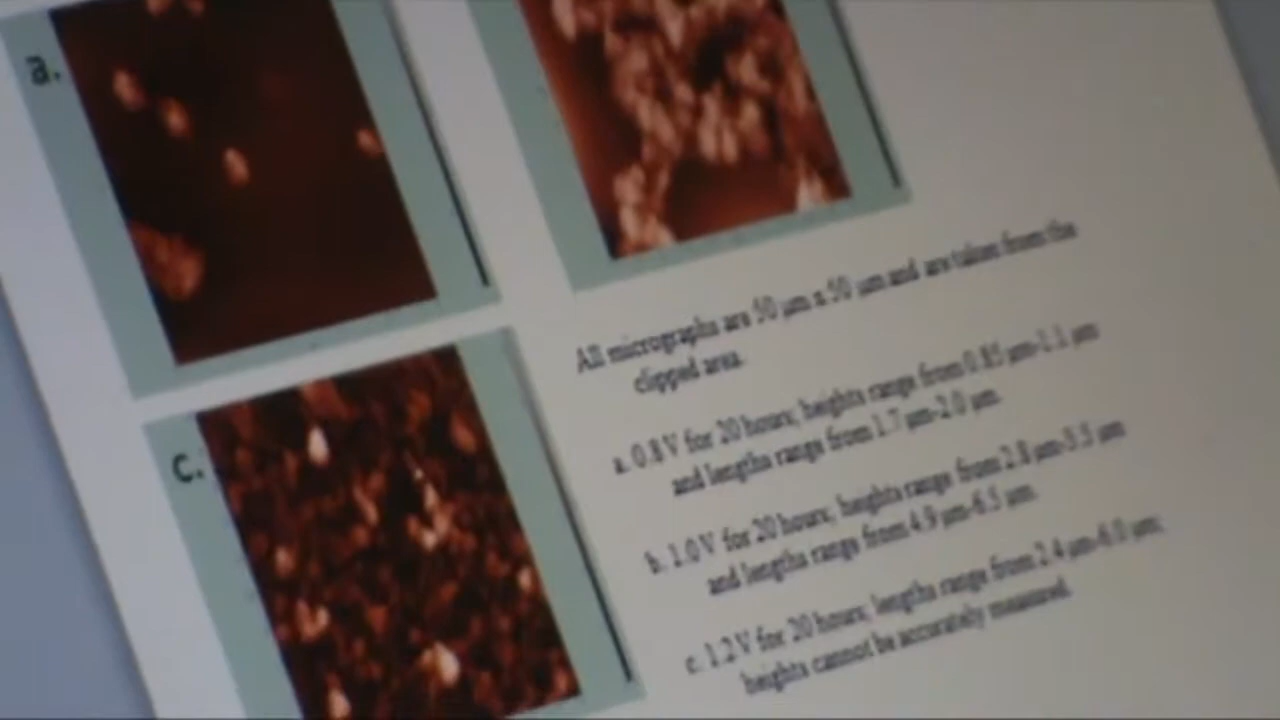 a.
c.
All micrographs are 50 µm x 50 µm and are taken from the
clipped area.
a. 0.8 V for 20 hours; heights range from 0.85 µm-1.1 µm
and lengths range from 1.7 µm-2.0 µm.
b. 1.0 V for 20 hours; heights range from 2.8 µm-3.5 µm
and lengths range from 4.9 µm-6.5 µm.
c. 1.2 V for 20 hours; lengths range from 2.4 µm-6.0 µm;
heights cannot be accurately measured.